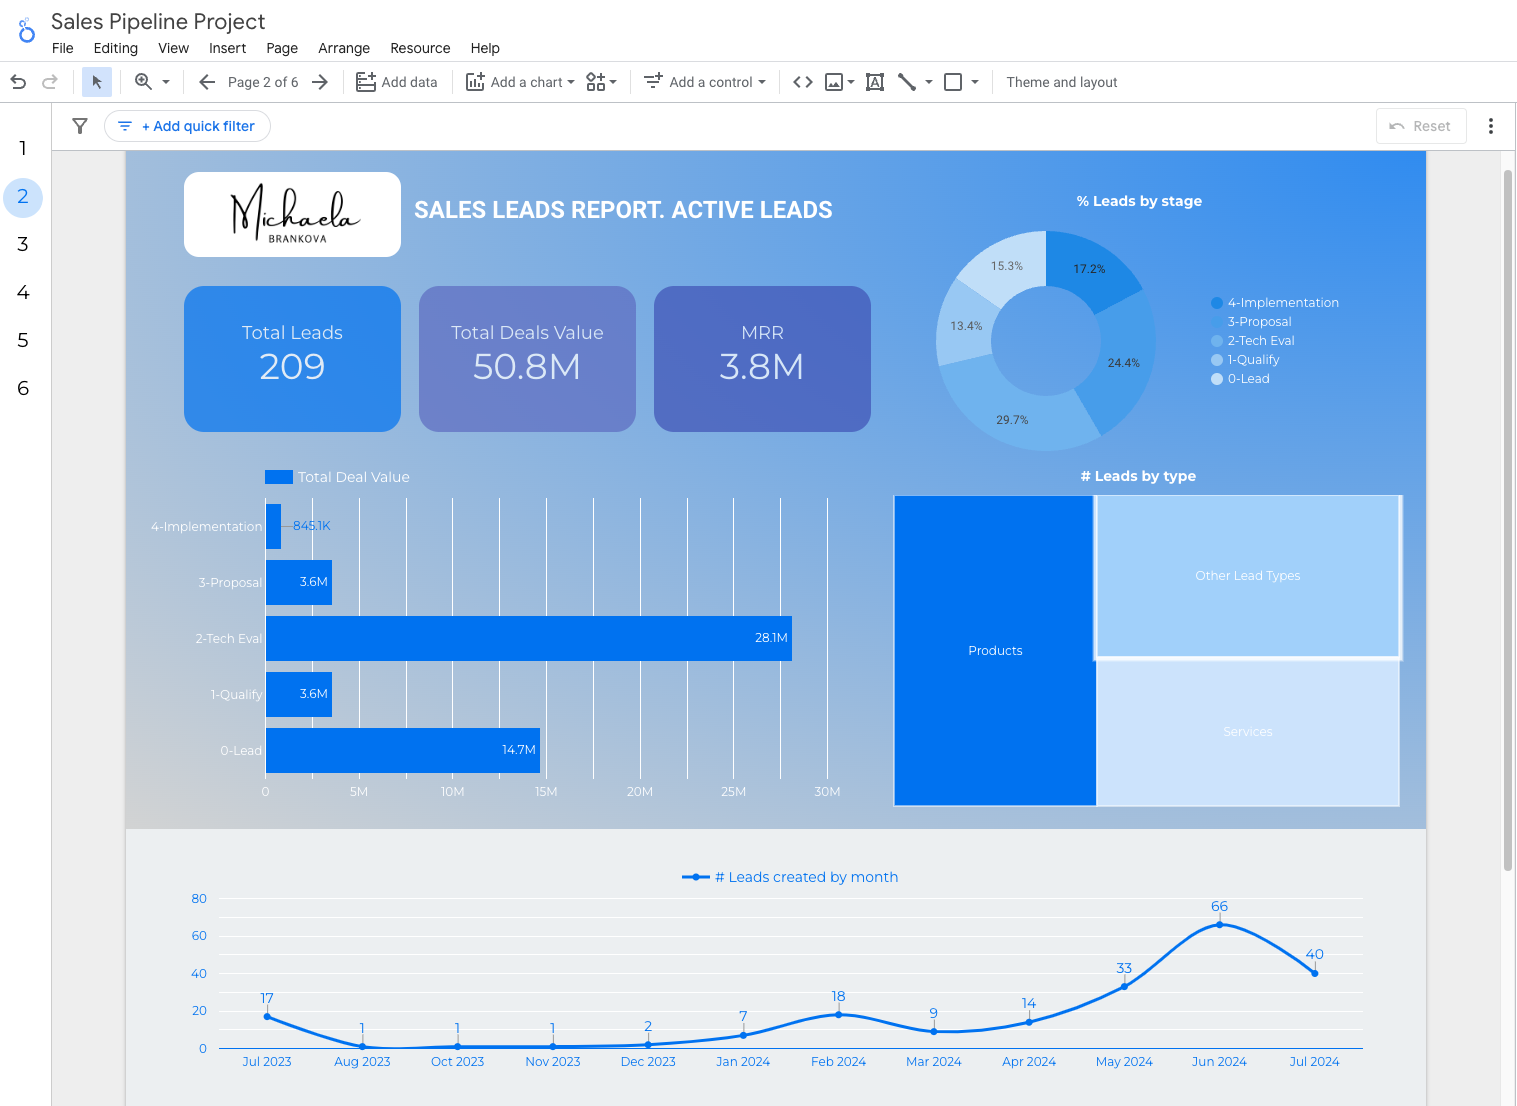 Sales Pipeline Project
File Editing View Insert Page Arrange Resource Help
Page 2 of 6 Add data Add a chart Add a control Theme and layout
+ Add quick filter Reset
1
2
3
4
5
6
Michaela
BRANKOVA
SALES LEADS REPORT. ACTIVE LEADS
Total Leads
209
Total Deals Value
50.8M
MRR
3.8M
% Leads by stage
15.3%
17.2%
13.4%
24.4%
29.7%
4-Implementation
3-Proposal
2-Tech Eval
1-Qualify
0-Lead
Total Deal Value
4-Implementation 845.1K
3-Proposal 3.6M
2-Tech Eval 28.1M
1-Qualify 3.6M
0-Lead 14.7M
0 5M 10M 15M 20M 25M 30M
# Leads by type
Products
Other Lead Types
Services
# Leads created by month
80
60
40
20
0
17 1 1 1 2 7 18 9 14 33 66 40
Jul 2023 Aug 2023 Oct 2023 Nov 2023 Dec 2023 Jan 2024 Feb 2024 Mar 2024 Apr 2024 May 2024 Jun 2024 Jul 2024